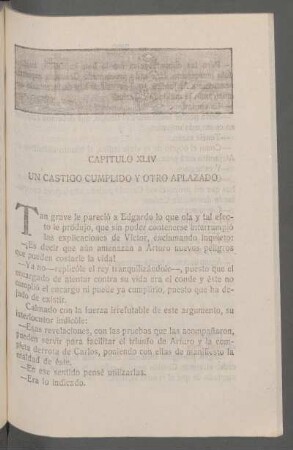 CAPITULO XLIV
UN CASTIGO CUMPLIDO Y OTRO APLAZADO
Tan grave le pareció a Edgardo lo que oía y tal efec-
to le produjo, que sin poder contenerse interrumpió
las explicaciones de Víctor, exclamando inquieto:
—¿Es decir que aún amenazan a Arturo nuevos peligros
que pueden costarle la vida?
—Ya no—replicóle el rey tranquilizándole—, puesto que el
encargado de atentar contra su vida era el conde y éste no
cumplió el encargo ni puede ya cumplirlo, puesto que ha de-
jado de existir.
Calmado con la fuerza irrefutable de este argumento, su
interlocutor indicóle:
—Esas revelaciones, con las pruebas que las acompañaron,
pueden servir para facilitar el triunfo de Arturo y la com-
pleta derrota de Carlos, poniendo con ellas de manifiesto la
realidad de
—En ese sentido pensé utilizarlas.
—Era lo indicado.